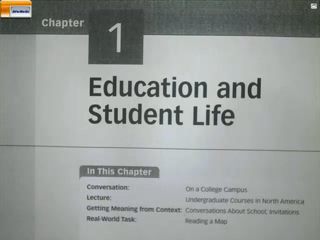 Chapter 1
Education and
Student Life
In This Chapter
Conversation: On a College Campus
Lecture: Undergraduate Courses in North America
Getting Meaning from Context: Conversations About School; Invitations
Real-World Task: Reading a Map